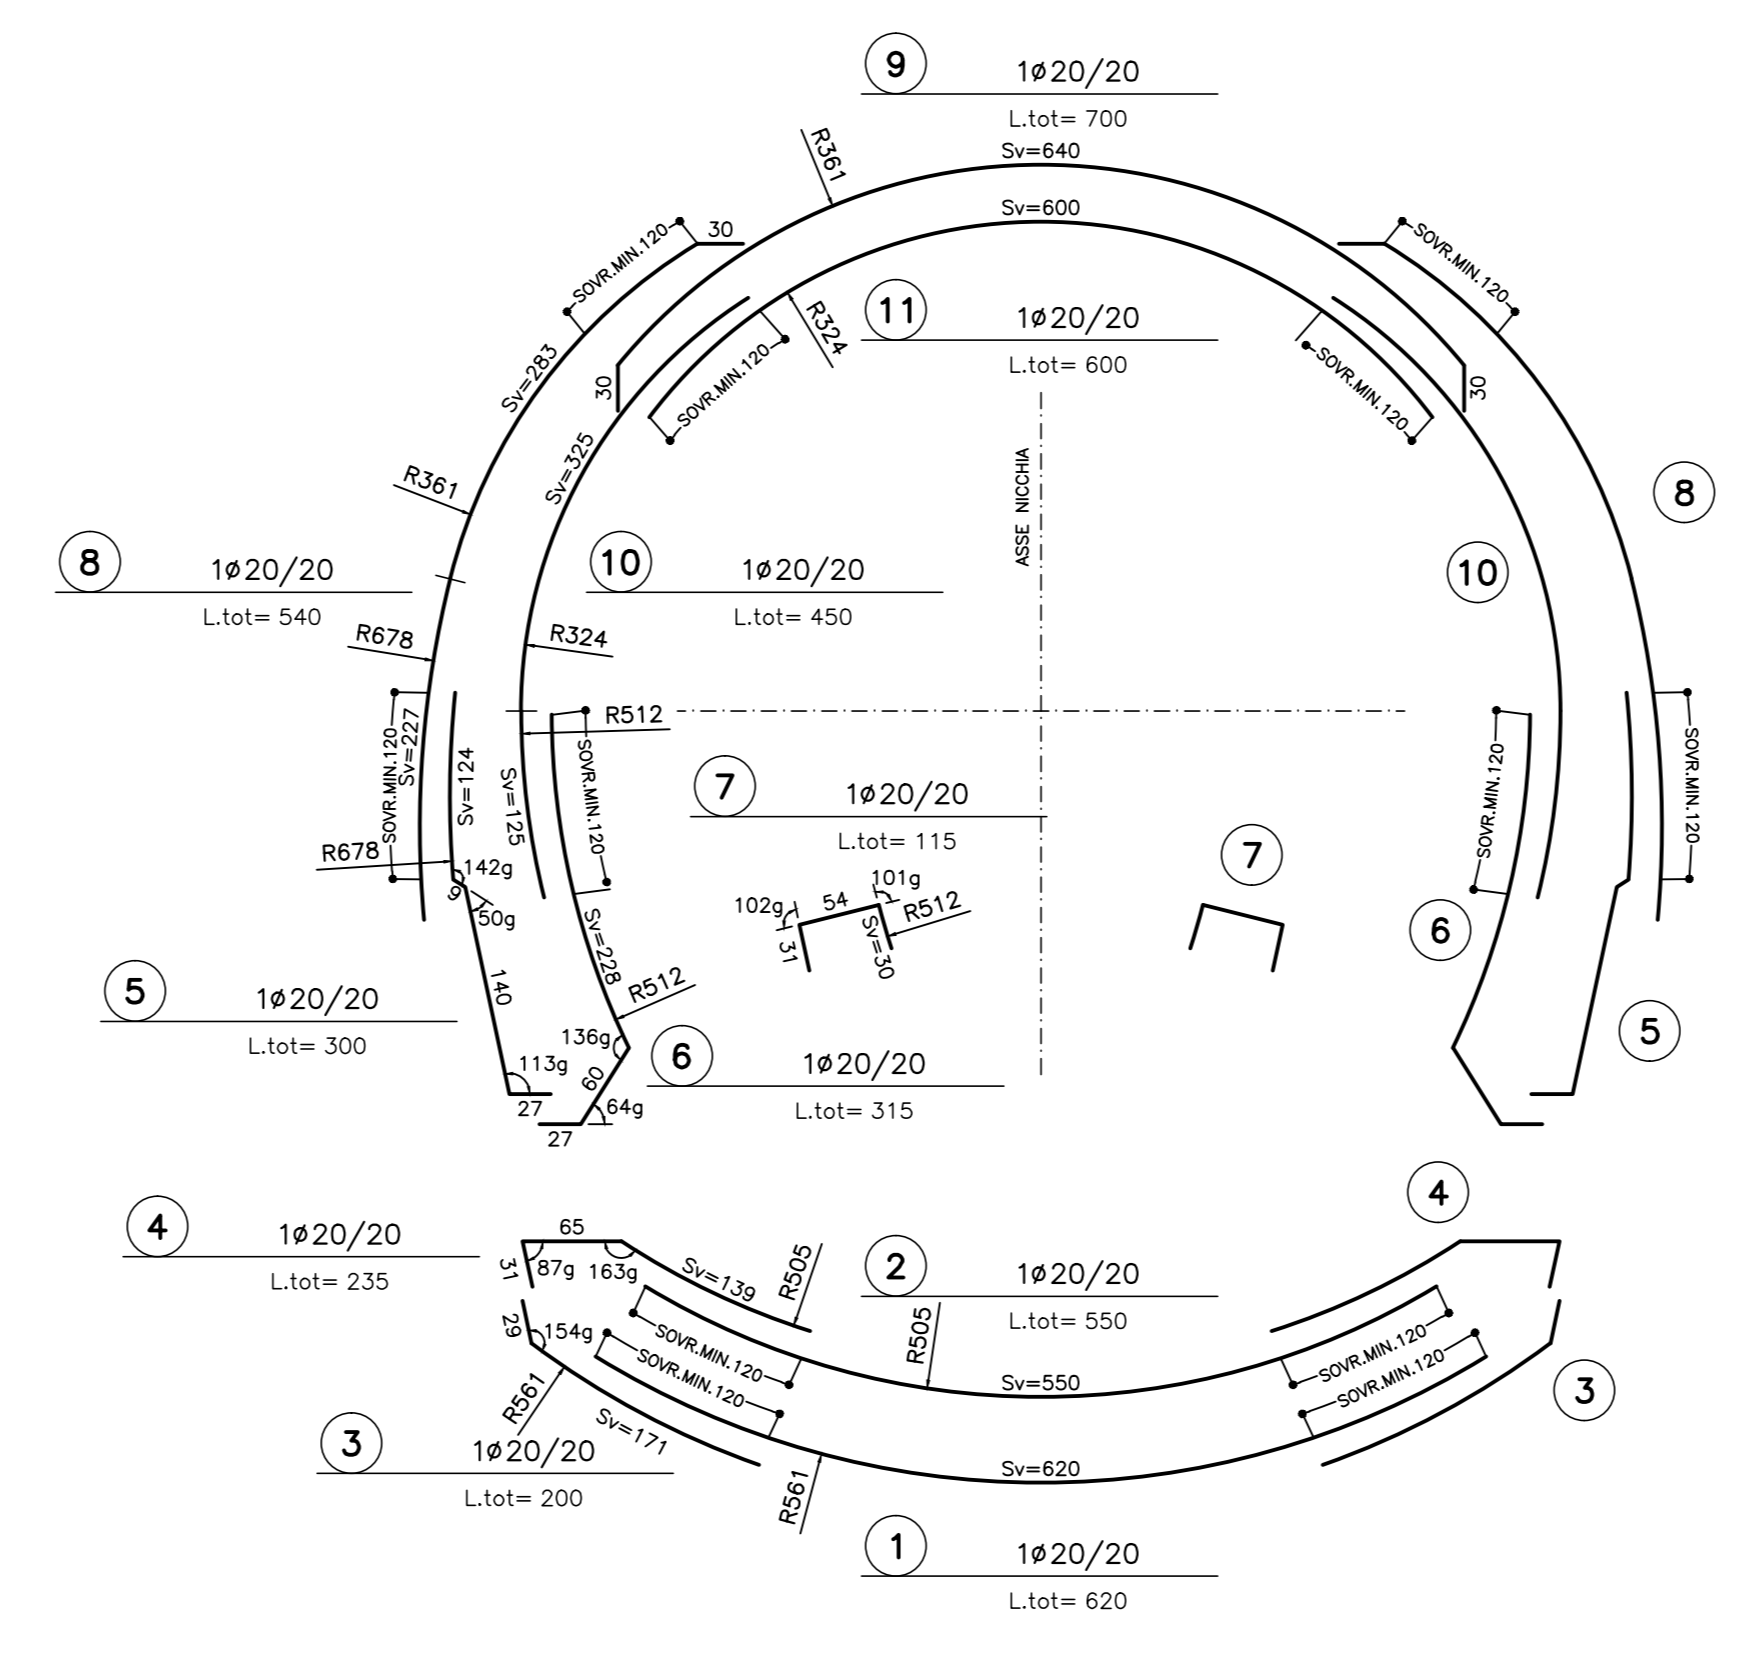 9
1ø20/20
L.tot= 700
Sv=640
R361
Sv=600
SOVR.MIN.120
30
SOVR.MIN.120
11
1ø20/20
L.tot= 600
R324
SOVR.MIN.120
SOVR.MIN.120
30
30
Sv=283
Sv=325
R361
ASSE NICCHIA
8
8
1ø20/20
L.tot= 540
10
1ø20/20
L.tot= 450
10
R678
R324
R512
SOVR.MIN.120
Sv=227
Sv=124
Sv=125
SOVR.MIN.120
SOVR.MIN.120
SOVR.MIN.120
7
1ø20/20
L.tot= 115
7
R678
142g
9
50g
102g
54
101g
R512
31
Sv=30
Sv=228
6
140
R512
5
1ø20/20
L.tot= 300
5
136g
6
1ø20/20
L.tot= 315
113g
60
27
64g
27
4
1ø20/20
L.tot= 235
4
65
31
87g
163g
Sv=139
R505
2
1ø20/20
L.tot= 550
R505
29
154g
SOVR.MIN.120
SOVR.MIN.120
SOVR.MIN.120
SOVR.MIN.120
Sv=550
R561
Sv=171
3
3
1ø20/20
L.tot= 200
Sv=620
R561
1
1ø20/20
L.tot= 620